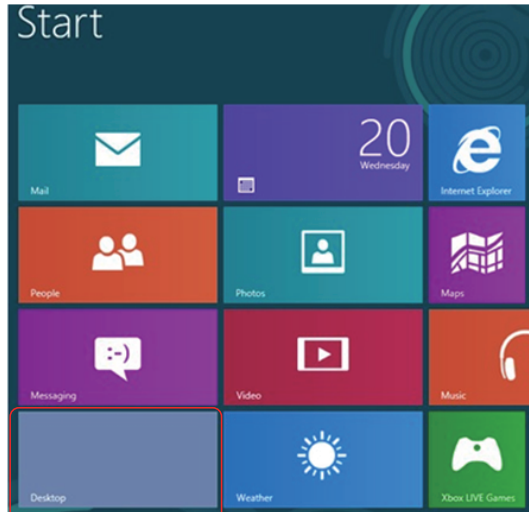 Start
20
Wednesday
Mail
Internet Explorer
People
Photos
Maps
:-)
Messaging
Video
Music
Desktop
Weather
Xbox LIVE Games